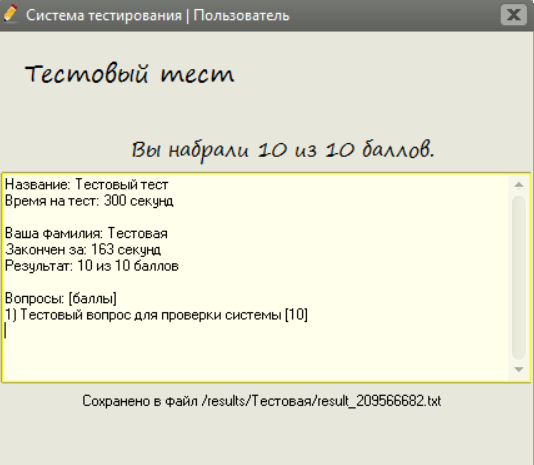 Система тестирования | Пользователь
Тестовый тест
Вы набрали 10 из 10 баллов.
Название: Тестовый тест
Время на тест: 300 секунд
Ваша фамилия: Тестовая
Закончен за: 163 секунд
Результат: 10 из 10 баллов
Вопросы: [баллы]
1) Тестовый вопрос для проверки системы [10]
Сохранено в файл /results/Тестовая/result_209566682.txt